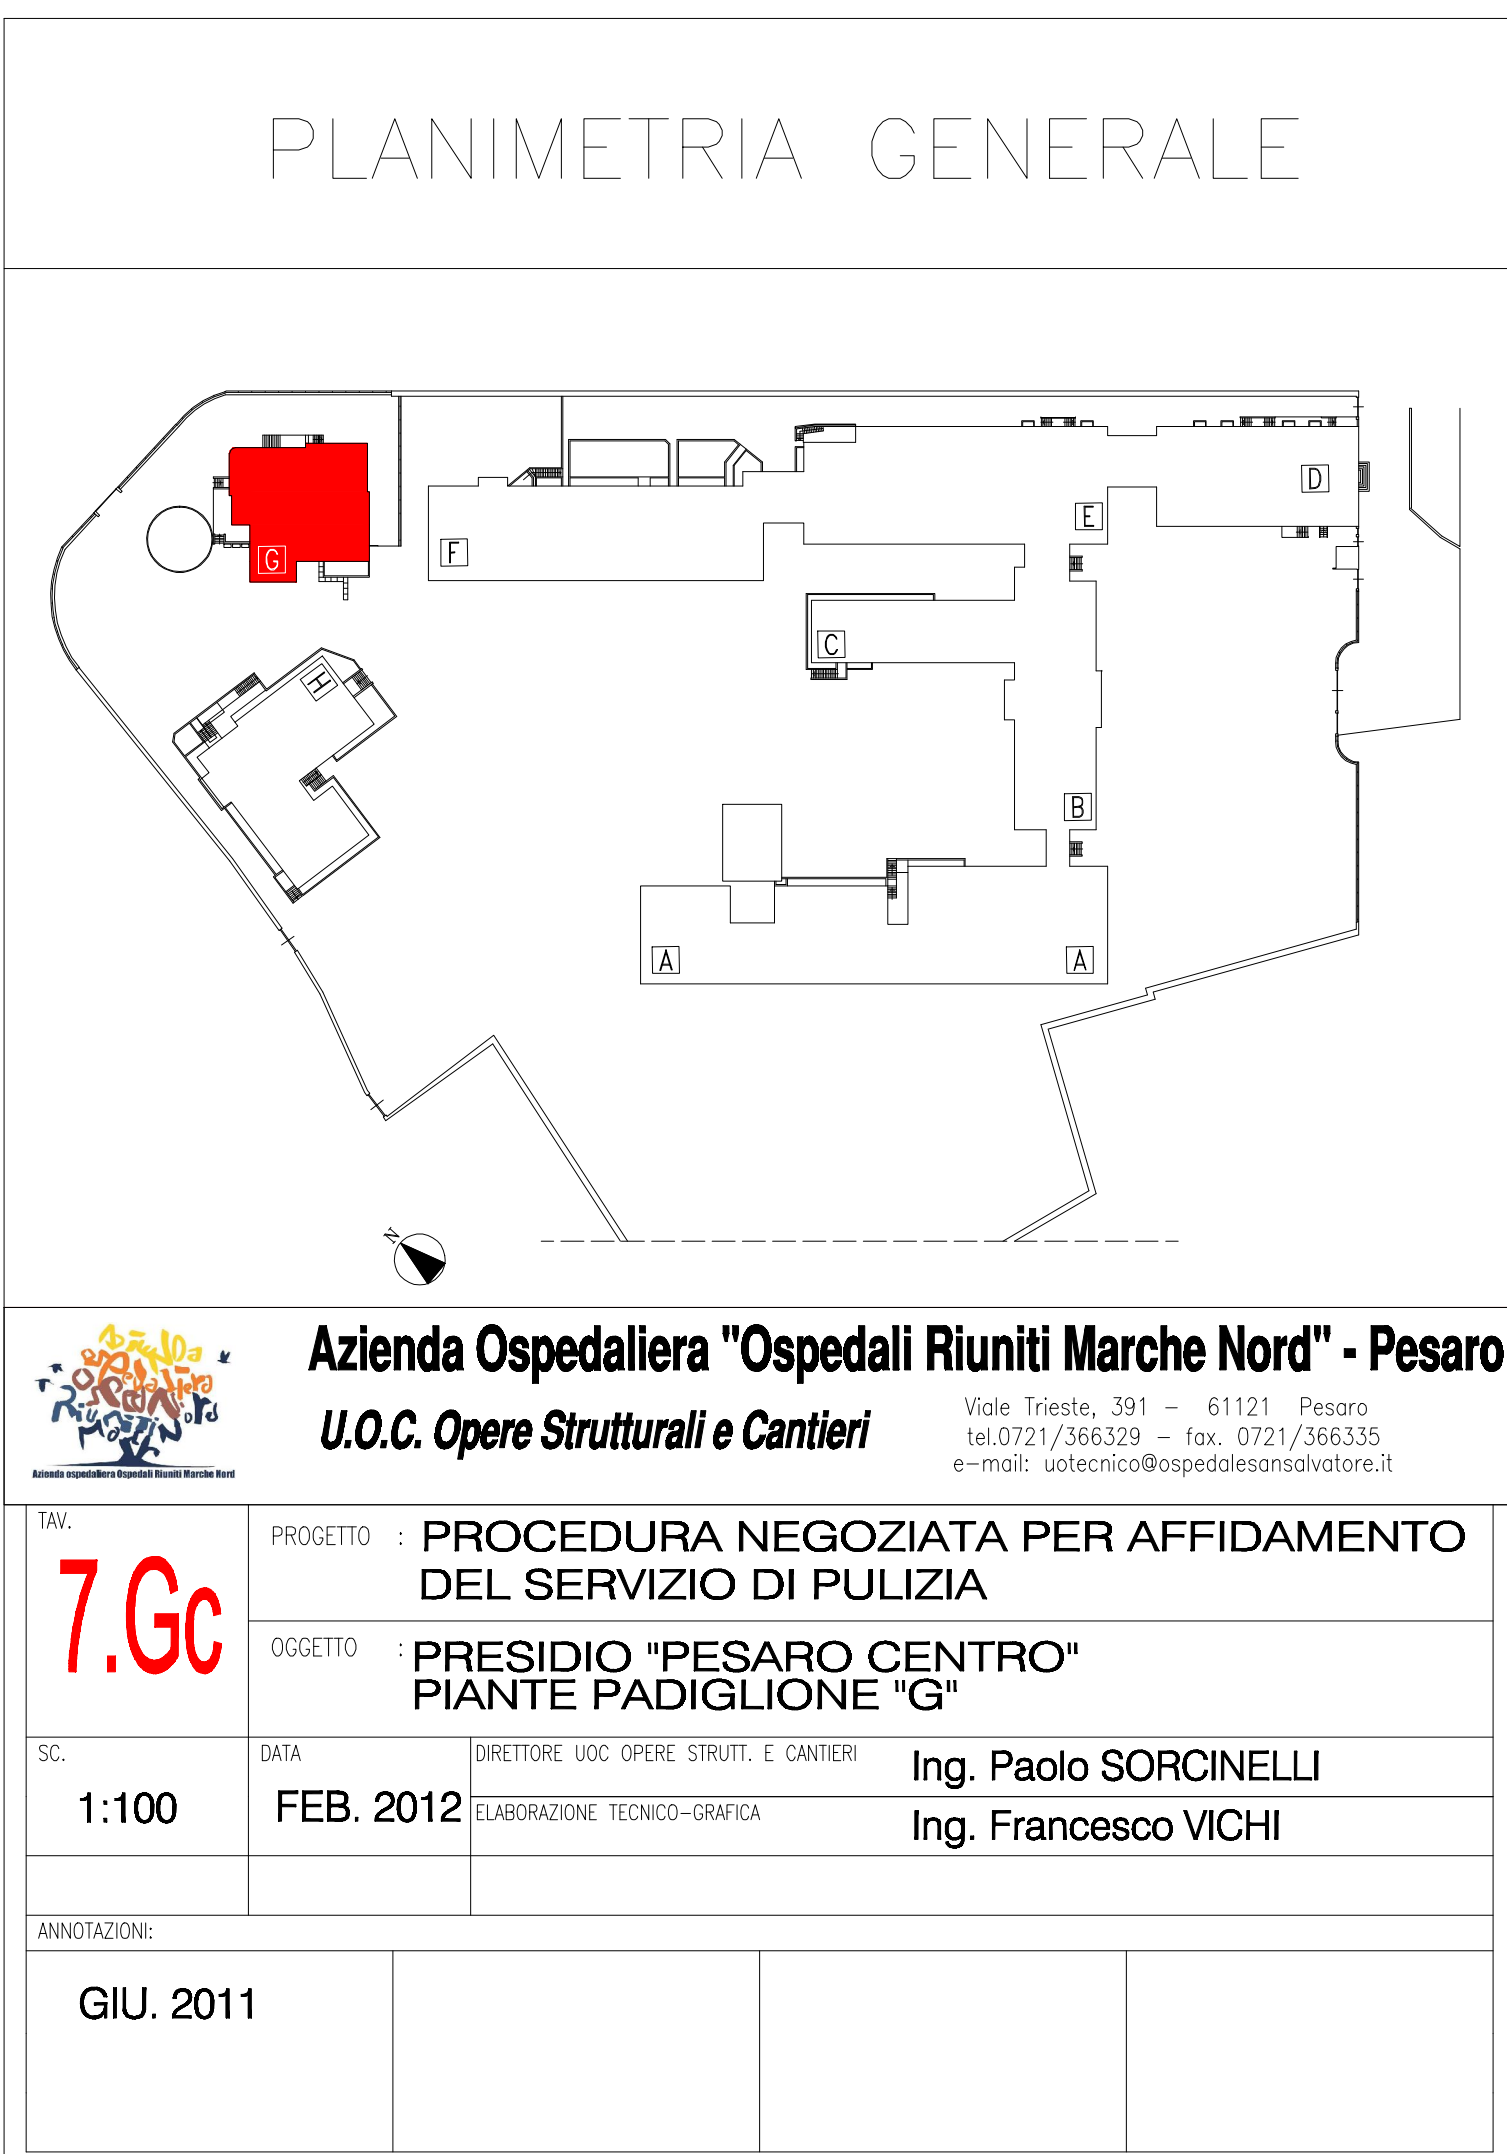 PLANIMETRIA GENERALE
D
E
F
G
C
H
B
A
A
N
Azienda Ospedaliera "Ospedali Riuniti Marche Nord" - Pesaro
U.O.C. Opere Strutturali e Cantieri
Viale Trieste, 391 – 61121 Pesaro
tel.0721/366329 – fax. 0721/366335
e–mail: uotecnico@ospedalesansalvatore.it
Azienda ospedaliera Ospedali Riuniti Marche Nord
TAV.
7.Gc
PROGETTO : PROCEDURA NEGOZIATA PER AFFIDAMENTO
DEL SERVIZIO DI PULIZIA
OGGETTO : PRESIDIO "PESARO CENTRO"
PIANTE PADIGLIONE "G"
SC.
1:100
DATA
FEB. 2012
DIRETTORE UOC OPERE STRUTT. E CANTIERI Ing. Paolo SORCINELLI
ELABORAZIONE TECNICO–GRAFICA Ing. Francesco VICHI
ANNOTAZIONI:
GIU. 2011